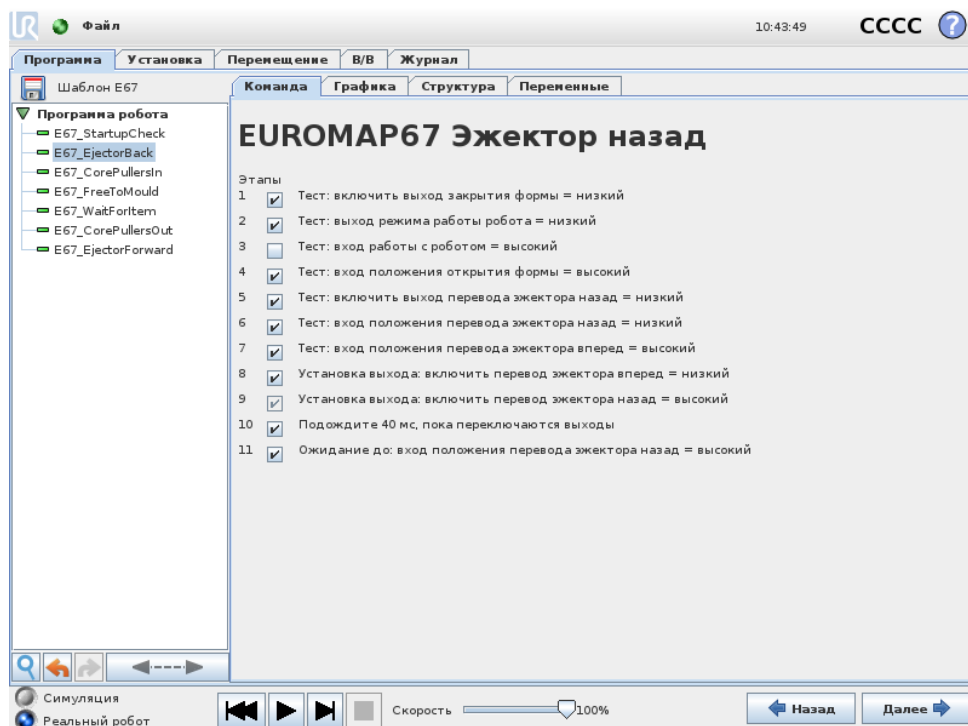 UR Файл 10:43:49 CCCC ?
Программа Установка Перемещение В/В Журнал
Шаблон E67
Команда Графика Структура Переменные
Программа робота
E67_StartupCheck
E67_EjectorBack
E67_CorePullersIn
E67_FreeToMould
E67_WaitForItem
E67_CorePullersOut
E67_EjectorForward
EUROMAP67 Эжектор назад
Этапы
1 Тест: включить выход закрытия формы = низкий
2 Тест: выход режима работы робота = низкий
3 Тест: вход работы с роботом = высокий
4 Тест: вход положения открытия формы = высокий
5 Тест: включить выход перевода эжектора назад = низкий
6 Тест: вход положения перевода эжектора назад = низкий
7 Тест: вход положения перевода эжектора вперед = высокий
8 Установка выхода: включить перевод эжектора вперед = низкий
9 Установка выхода: включить перевод эжектора назад = высокий
10 Подождите 40 мс, пока переключаются выходы
11 Ожидание до: вход положения перевода эжектора назад = высокий
Симуляция
Реальный робот
Скорость 100%
Назад Далее